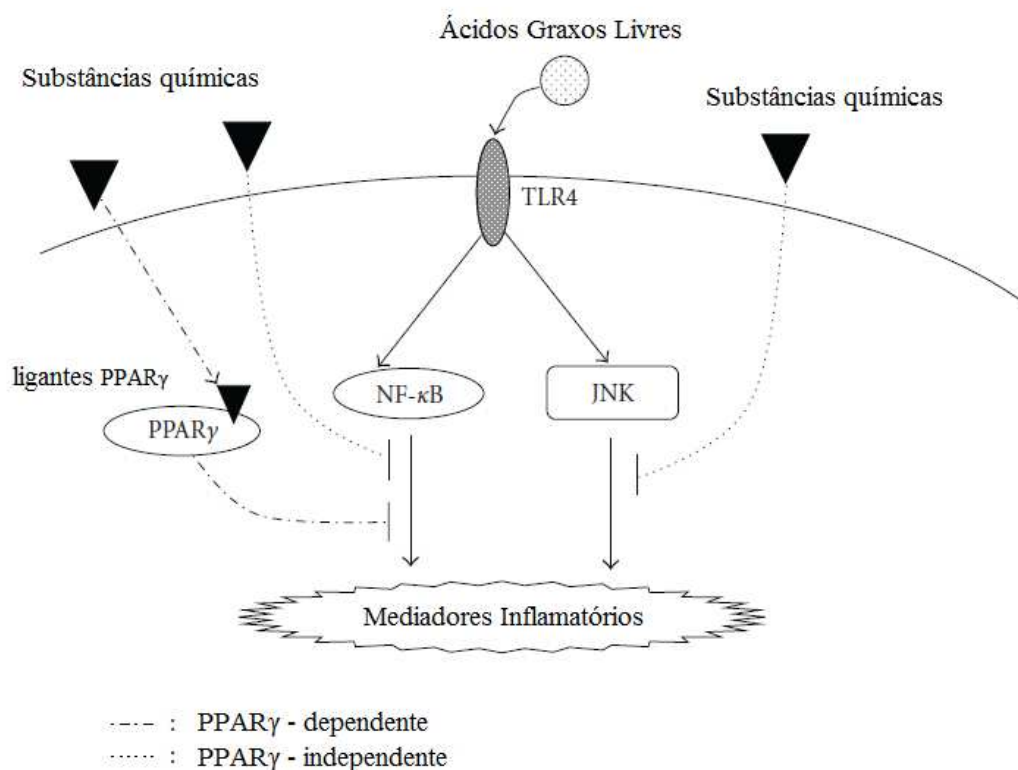 Ácidos Graxos Livres
Substâncias químicas
Substâncias químicas
TLR4
ligantes PPARγ
NF-κB
JNK
PPARγ
Mediadores Inflamatórios
: PPARγ - dependente
: PPARγ - independente